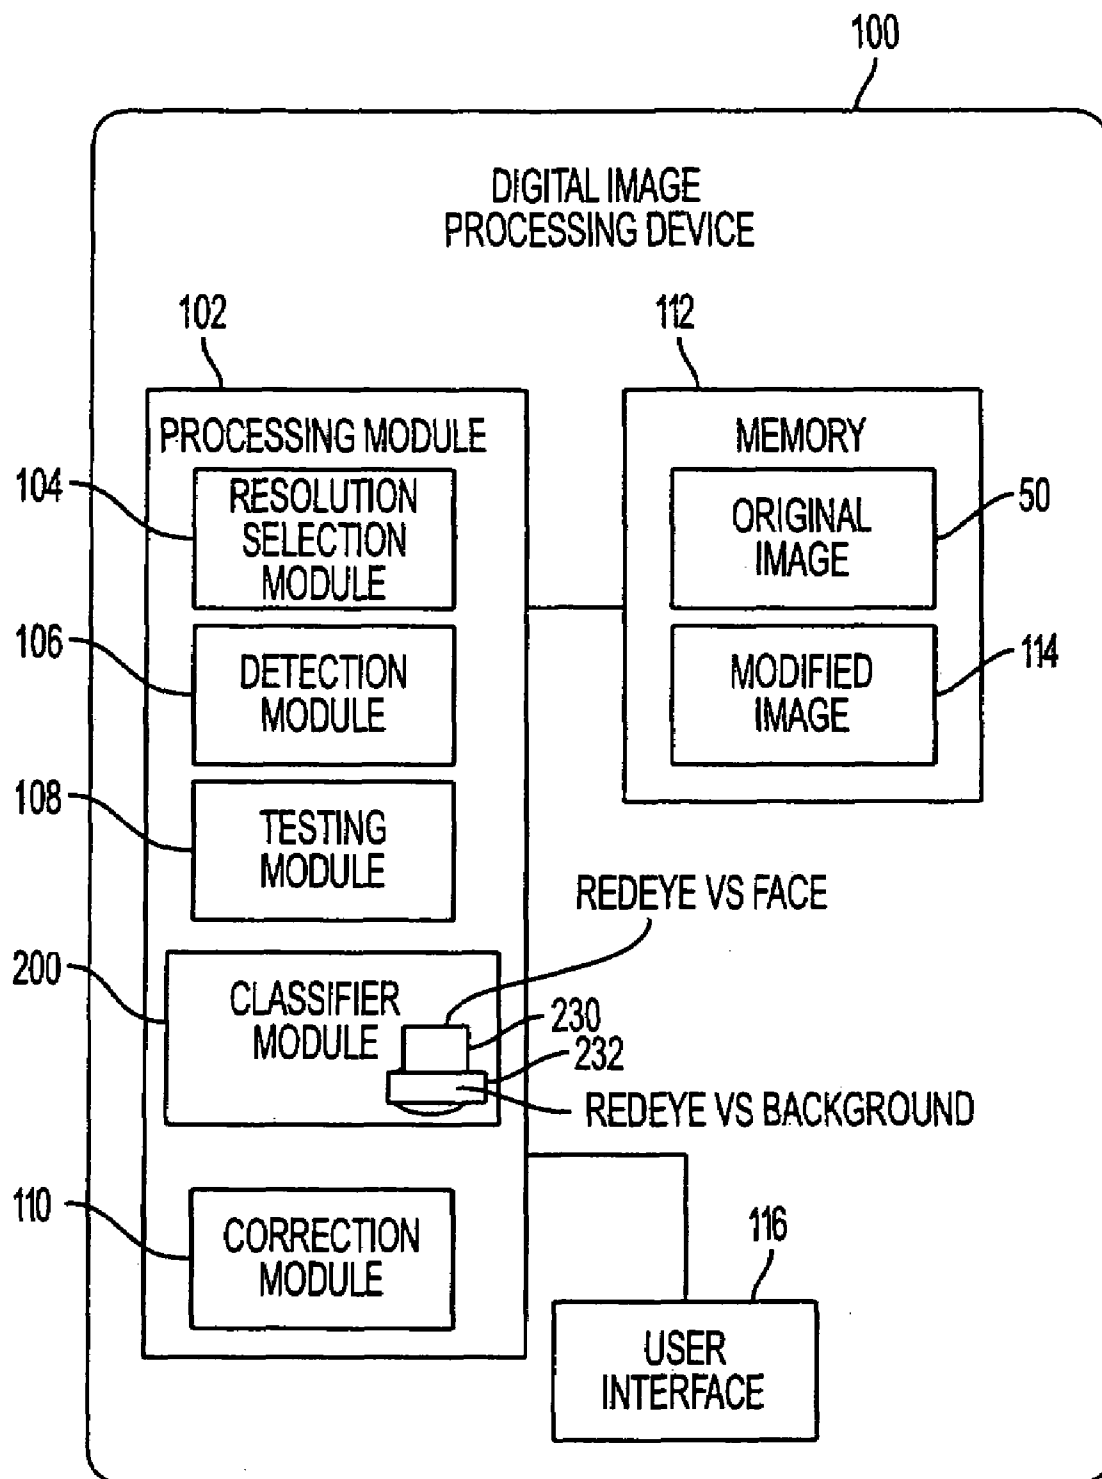 100
DIGITAL IMAGE
PROCESSING DEVICE
102
112
PROCESSING MODULE
MEMORY
104
RESOLUTION
SELECTION
MODULE
ORIGINAL
IMAGE
50
106
DETECTION
MODULE
MODIFIED
IMAGE
114
108
TESTING
MODULE
REDEYE VS FACE
200
CLASSIFIER
MODULE
230
232
REDEYE VS BACKGROUND
110
CORRECTION
MODULE
116
USER
INTERFACE